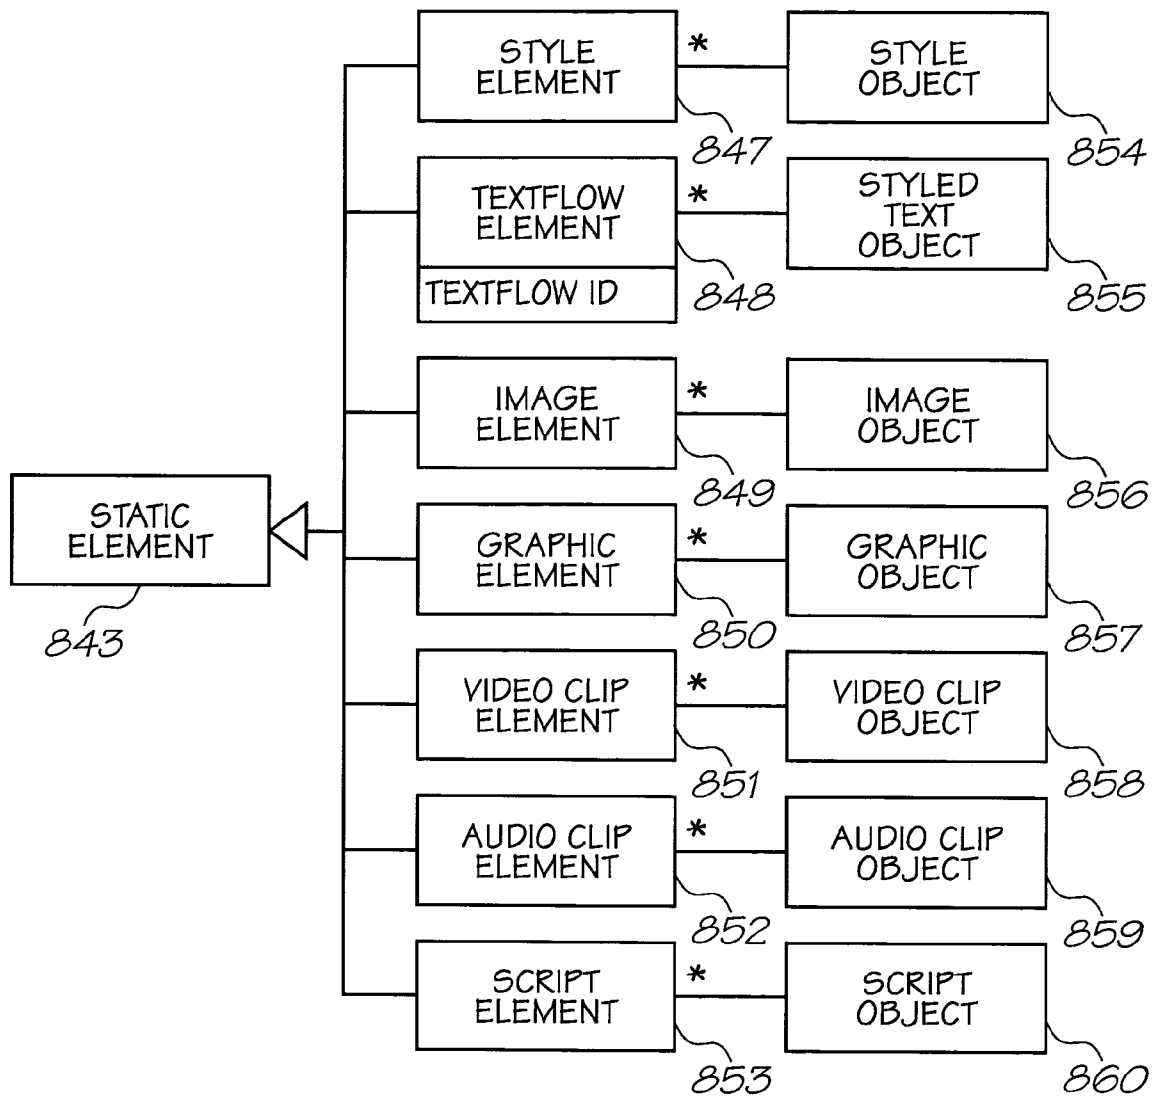 STYLE
ELEMENT
*
STYLE
OBJECT
847
854
TEXTFLOW
ELEMENT
*
STYLED
TEXT
OBJECT
TEXTFLOW ID
848
855
IMAGE
ELEMENT
*
IMAGE
OBJECT
849
856
STATIC
ELEMENT
843
GRAPHIC
ELEMENT
*
GRAPHIC
OBJECT
850
857
VIDEO CLIP
ELEMENT
*
VIDEO CLIP
OBJECT
851
858
AUDIO CLIP
ELEMENT
*
AUDIO CLIP
OBJECT
852
859
SCRIPT
ELEMENT
*
SCRIPT
OBJECT
853
860